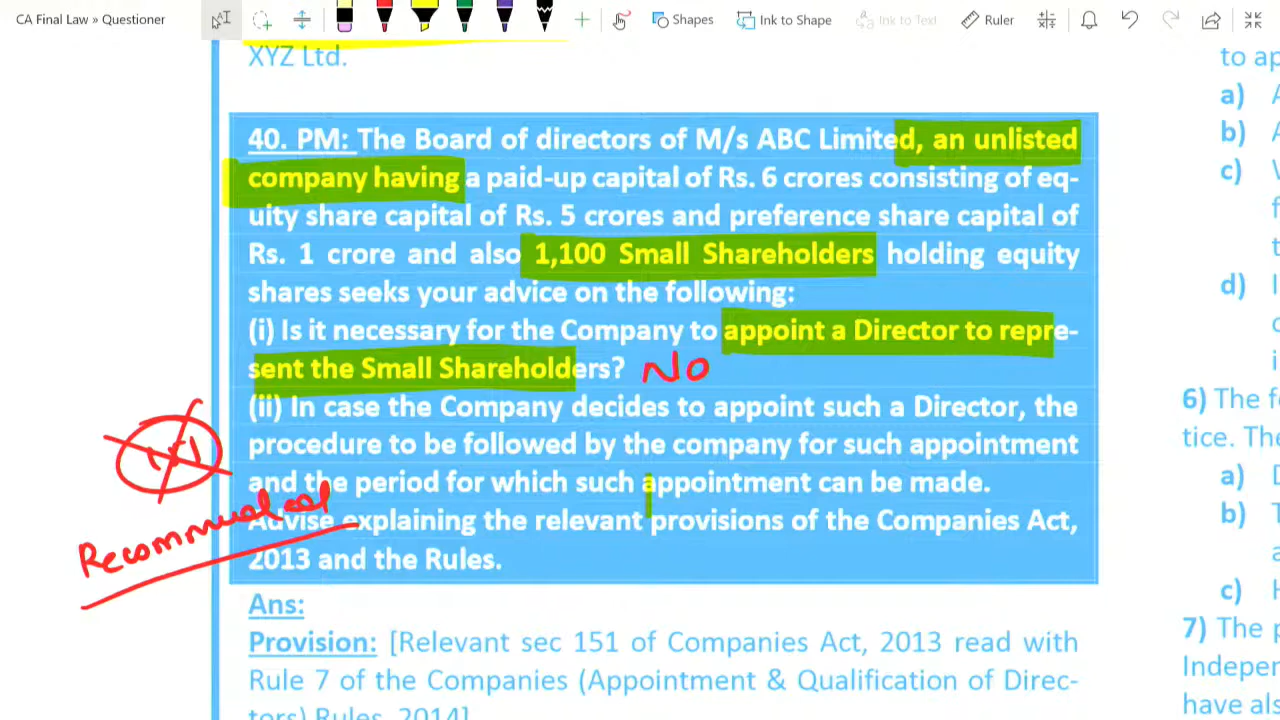 CA Final Law » Questioner
Shapes
Ink to Shape
Ink to Text
Ruler
XYZ Ltd.
40. PM: The Board of directors of M/s ABC Limited, an unlisted
company having a paid-up capital of Rs. 6 crores consisting of eq-
uity share capital of Rs. 5 crores and preference share capital of
Rs. 1 crore and also 1,100 Small Shareholders holding equity
shares seeks your advice on the following:
(i) Is it necessary for the Company to appoint a Director to repre-
sent the Small Shareholders? NO
(ii) In case the Company decides to appoint such a Director, the
procedure to be followed by the company for such appointment
and the period for which such appointment can be made.
Advise explaining the relevant provisions of the Companies Act,
2013 and the Rules.
151
Ans:
Provision: [Relevant sec 151 of Companies Act, 2013 read with
Rule 7 of the Companies (Appointment & Qualification of Direc-
tors) Rules, 2014]
to ap
a)
b)
c)
d)
6) The f
tice. The
a)
b)
c)
7) The p
Indepen
have als